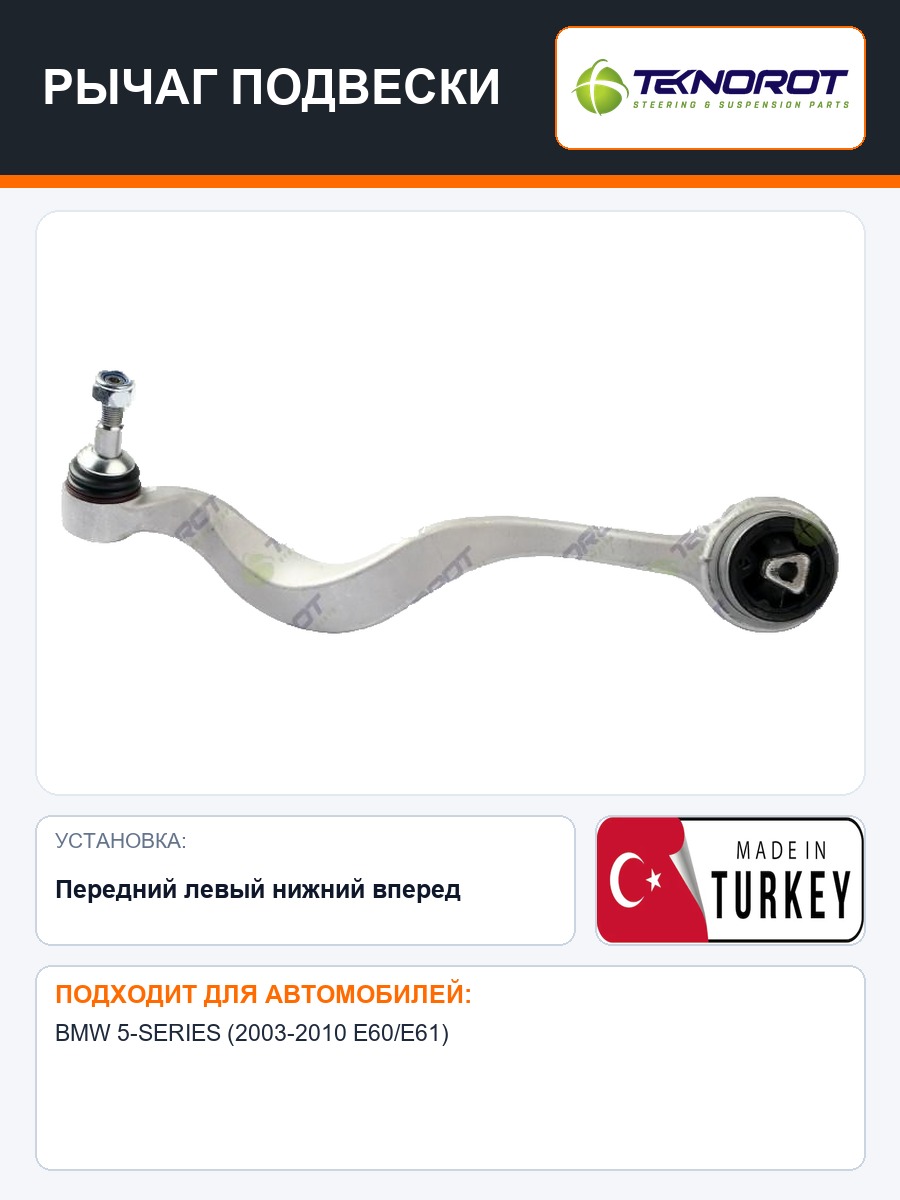 РЫЧАГ ПОДВЕСКИ
TEKNOROT
STEERING & SUSPENSION PARTS
УСТАНОВКА:
Передний левый нижний вперед
MADE IN
TURKEY
ПОДХОДИТ ДЛЯ АВТОМОБИЛЕЙ:
BMW 5-SERIES (2003-2010 E60/E61)